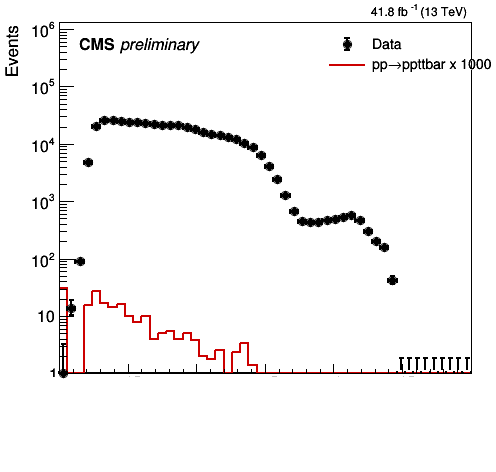 41.8 fb⁻¹ (13 TeV)
CMS preliminary
Data
pp→ppttbar x 1000
Events
10⁶
10⁵
10⁴
10³
10²
10
1